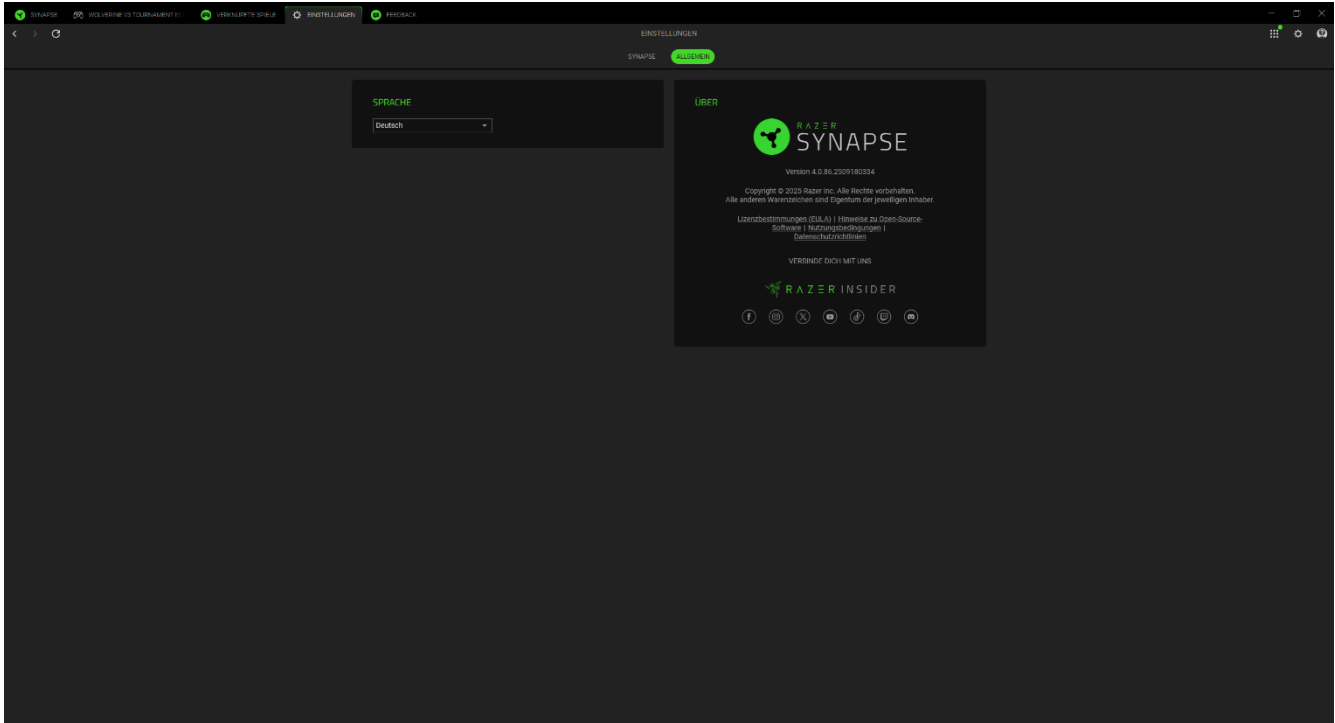 SYNAPSE
WOLVERINE V3 TOURNAMENT
VERKNÜPFTE SPIELE
EINSTELLUNGEN
FEEDBACK
EINSTELLUNGEN
SYNAPSE
ALLGEMEIN
SPRACHE
Deutsch
ÜBER
RAZER
SYNAPSE
Version 4.0.86.2509180334
Copyright © 2025 Razer Inc. Alle Rechte vorbehalten.
Alle anderen Warenzeichen sind Eigentum der jeweiligen Inhaber.
Lizenzbestimmungen (EULA) | Hinweise zu Open-Source-
Software | Nutzungsbedingungen |
Datenschutzrichtlinien
VERBINDE DICH MIT UNS
RAZER INSIDER